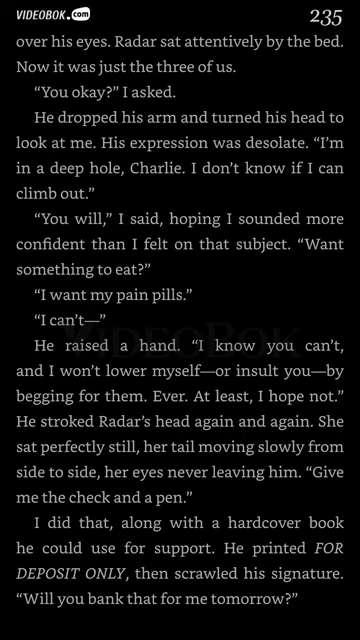 VIDEOBOK.com
235
over his eyes. Radar sat attentively by the bed.
Now it was just the three of us.
“You okay?” I asked.
He dropped his arm and turned his head to
look at me. His expression was desolate. “I’m
in a deep hole, Charlie. I don’t know if I can
climb out.”
“You will,” I said, hoping I sounded more
confident than I felt on that subject. “Want
something to eat?”
“I want my pain pills.”
“I can’t—”
VIDEOBOK
He raised a hand. “I know you can’t,
and I won’t lower myself—or insult you—by
begging for them. Ever. At least, I hope not.”
He stroked Radar’s head again and again. She
sat perfectly still, her tail moving slowly from
side to side, her eyes never leaving him. “Give
me the check and a pen.”
I did that, along with a hardcover book
he could use for support. He printed FOR
DEPOSIT ONLY, then scrawled his signature.
“Will you bank that for me tomorrow?”